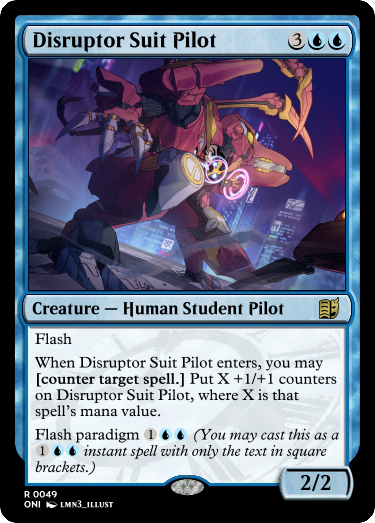 Disruptor Suit Pilot 3
Creature — Human Student Pilot
Flash
When Disruptor Suit Pilot enters, you may
[counter target spell.] Put X +1/+1 counters
on Disruptor Suit Pilot, where X is that
spell's mana value.
Flash paradigm 1 (You may cast this as a
1 instant spell with only the text in square
brackets.)
2/2
R 0049
ONI LMN3_ILLUST